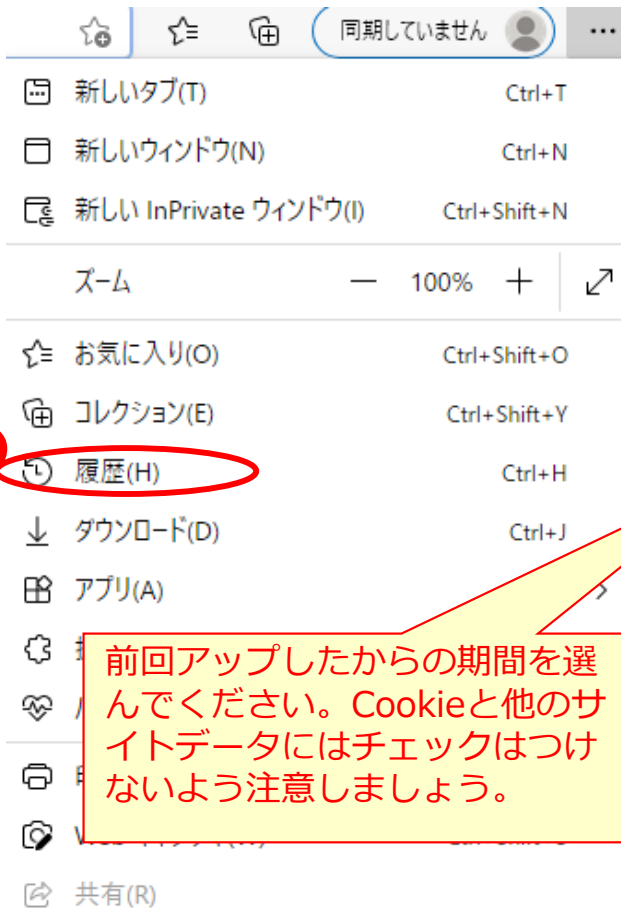 同期していません
新しいタブ(T) Ctrl+T
新しいウィンドウ(N) Ctrl+N
新しい InPrivate ウィンドウ(I) Ctrl+Shift+N
ズーム — 100% +
お気に入り(O) Ctrl+Shift+O
コレクション(E) Ctrl+Shift+Y
履歴(H) Ctrl+H
ダウンロード(D) Ctrl+J
アプリ(A)
前回アップしたからの期間を選
んでください。Cookieと他のサ
イトデータにはチェックはつけ
ないよう注意しましょう。
共有(R)